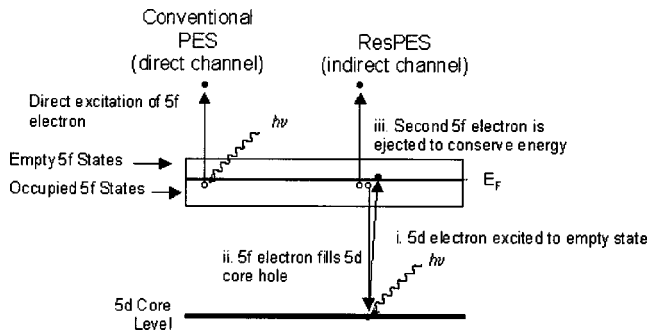 Conventional
PES
(direct channel)
ResPES
(indirect channel)
Direct excitation of 5f
electron
hν
iii. Second 5f electron is
ejected to conserve energy
Empty 5f States
Occupied 5f States
E_F
ii. 5f electron fills 5d
core hole
i. 5d electron excited to empty state
hν
5d Core
Level